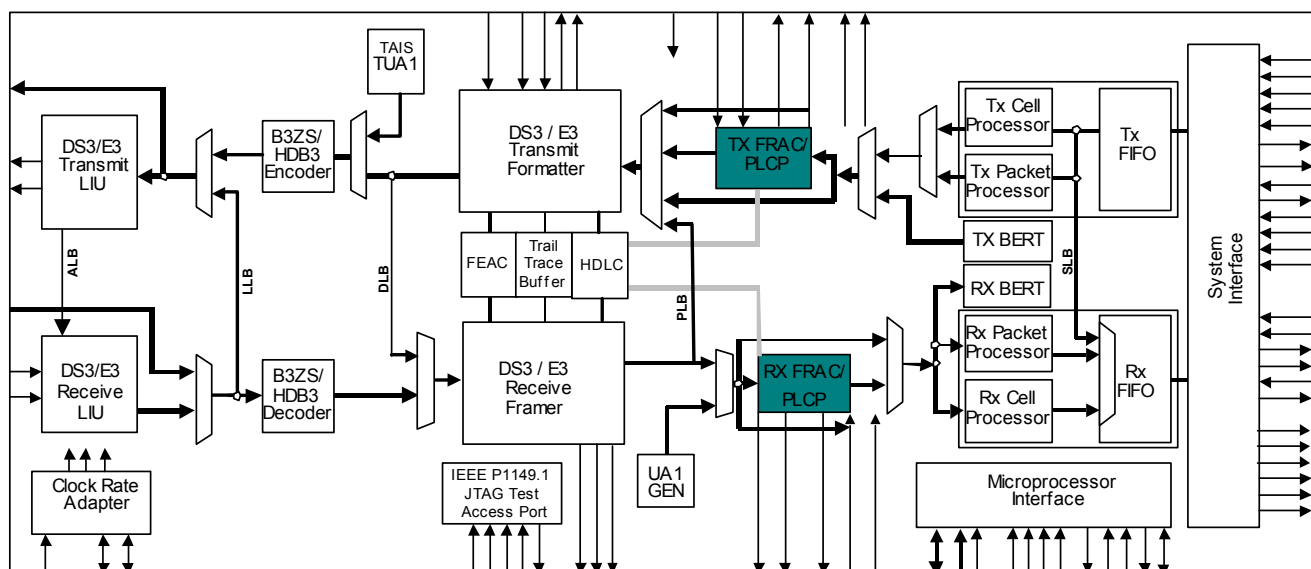 TAIS
TUA1
DS3/E3
Transmit
LIU
B3ZS/
HDB3
Encoder
DS3 / E3
Transmit
Formatter
TX FRAC/
PLCP
Tx Cell
Processor
Tx Packet
Processor
Tx
FIFO
TX BERT
RX BERT
ALB
LLB
DLB
FEAC
Trail
Trace
Buffer
HDLC
PLB
SLB
System
Interface
DS3/E3
Receive
LIU
B3ZS/
HDB3
Decoder
DS3 / E3
Receive
Framer
RX FRAC/
PLCP
Rx Packet
Processor
Rx Cell
Processor
Rx
FIFO
UA1
GEN
Clock Rate
Adapter
IEEE P1149.1
JTAG Test
Access Port
Microprocessor
Interface